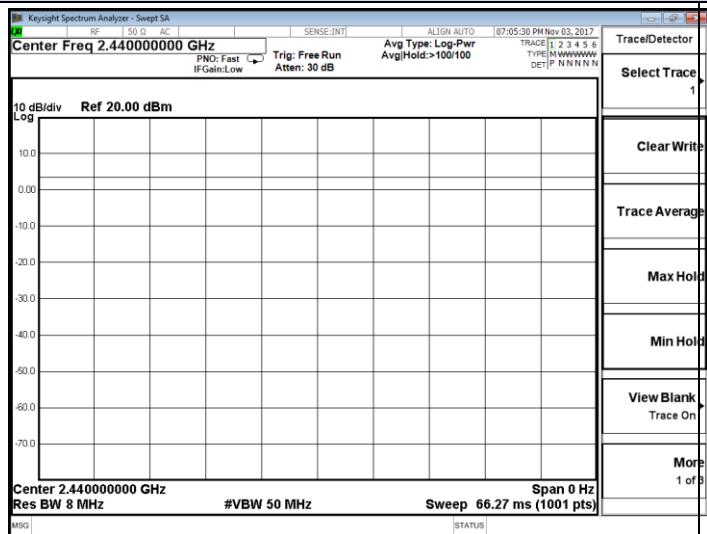 Keysight Spectrum Analyzer - Swept SA
RF 50 Ω AC SENSE:INT ALIGN AUTO 07:05:30 PM Nov 03, 2017
Center Freq 2.440000000 GHz
PNO: Fast
IFGain:Low
Trig: Free Run
Atten: 30 dB
Avg Type: Log-Pwr
Avg|Hold:>100/100
TRACE 1 2 3 4 5 6
TYPE M WWWWW
DET P N N N N N
10 dB/div Ref 20.00 dBm
Log
10.0
0.00
-10.0
-20.0
-30.0
-40.0
-50.0
-60.0
-70.0
Center 2.440000000 GHz Span 0 Hz
Res BW 8 MHz #VBW 50 MHz Sweep 66.27 ms (1001 pts)
MSG STATUS
Trace/Detector
Select Trace
1
Clear Write
Trace Average
Max Hold
Min Hold
View Blank
Trace On
More
1 of 3